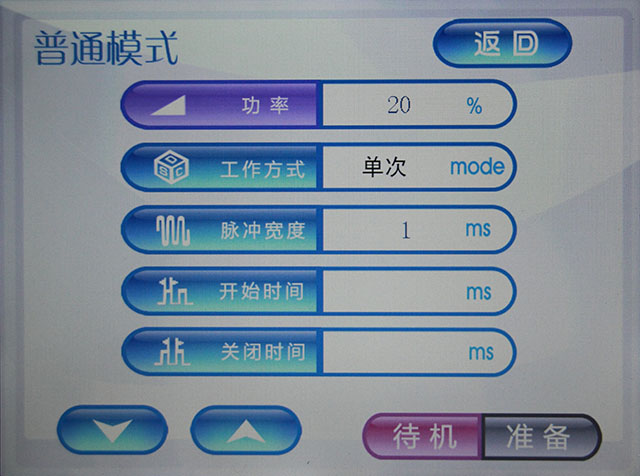 普通模式 返回
功率 20 %
DBC 工作方式 单次 mode
脉冲宽度 1 ms
开始时间 ms
关闭时间 ms
待机 准备